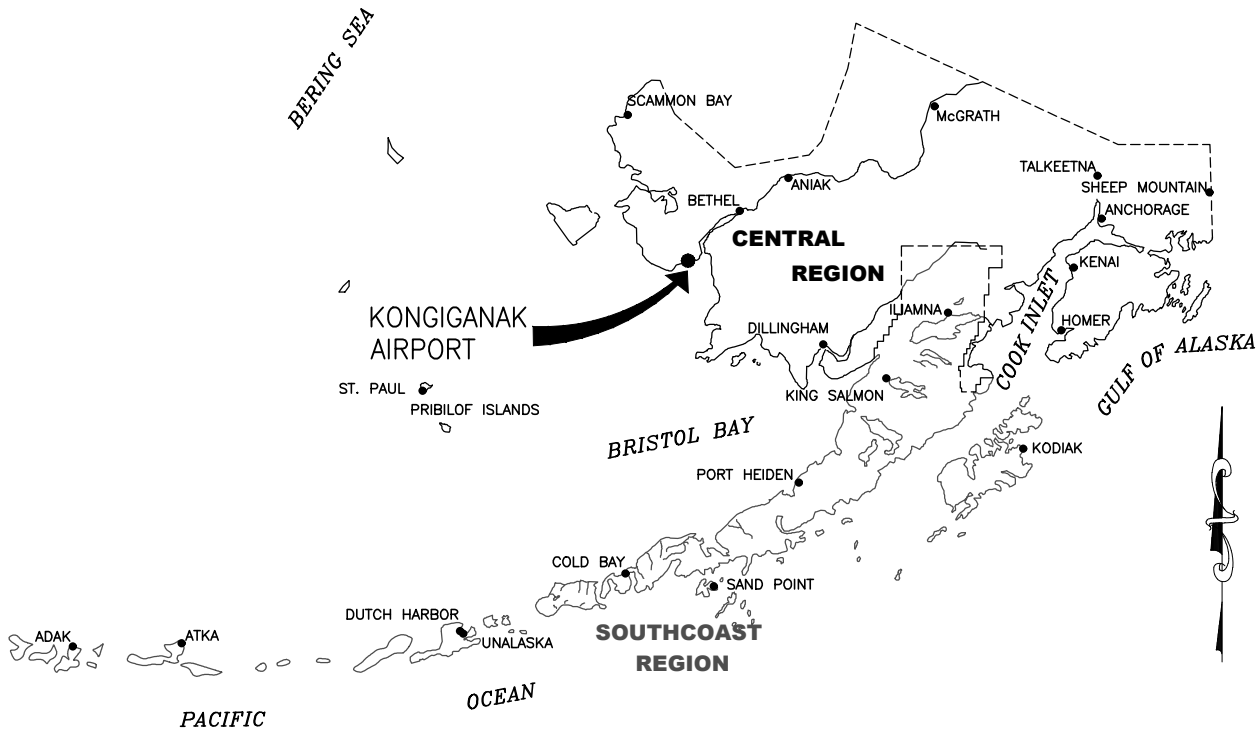 BERING SEA
SCAMMON BAY
McGRATH
TALKEETNA
SHEEP MOUNTAIN
ANIAK
BETHEL
ANCHORAGE
CENTRAL
REGION
KENAI
KONGIGANAK
AIRPORT
ILIAMNA
DILLINGHAM
HOMER
COOK INLET
GULF OF ALASKA
ST. PAUL
PRIBILOF ISLANDS
KING SALMON
BRISTOL BAY
KODIAK
PORT HEIDEN
COLD BAY
SAND POINT
DUTCH HARBOR
UNALASKA
ADAK
ATKA
SOUTHCOAST
REGION
PACIFIC
OCEAN